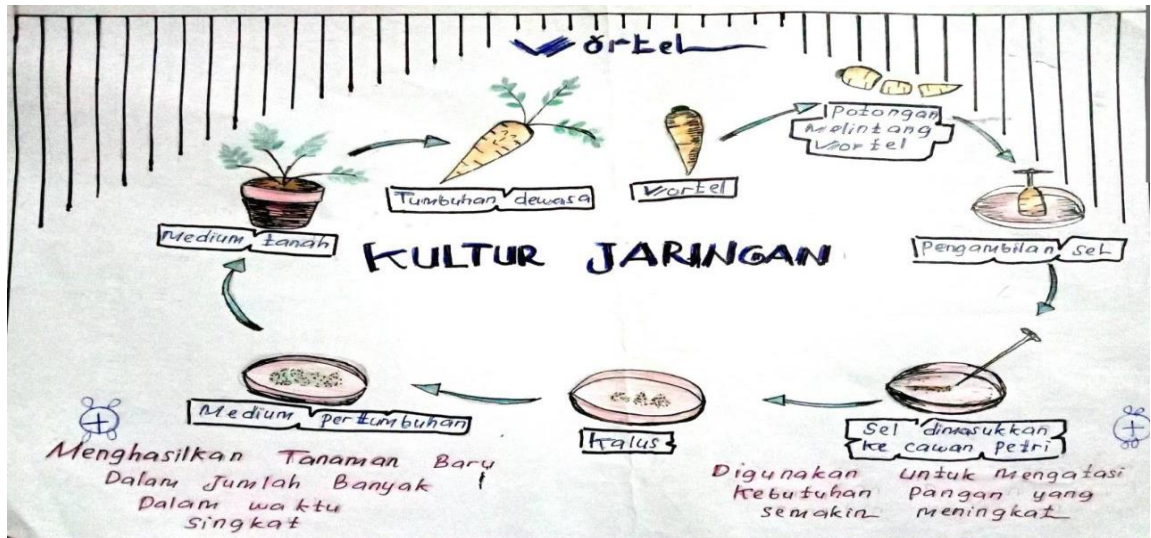 Wortel
Potongan
Melintang
Wortel
Tumbuhan dewasa
Wortel
Medium tanah
KULTUR JARINGAN
Pengambilan sel
Medium pertumbuhan
Kalus
Sel dimasukkan
ke cawan petri
+
Menghasilkan Tanaman Baru
Dalam Jumlah Banyak
Dalam waktu
singkat
+
Digunakan untuk mengatasi
kebutuhan pangan yang
semakin meningkat